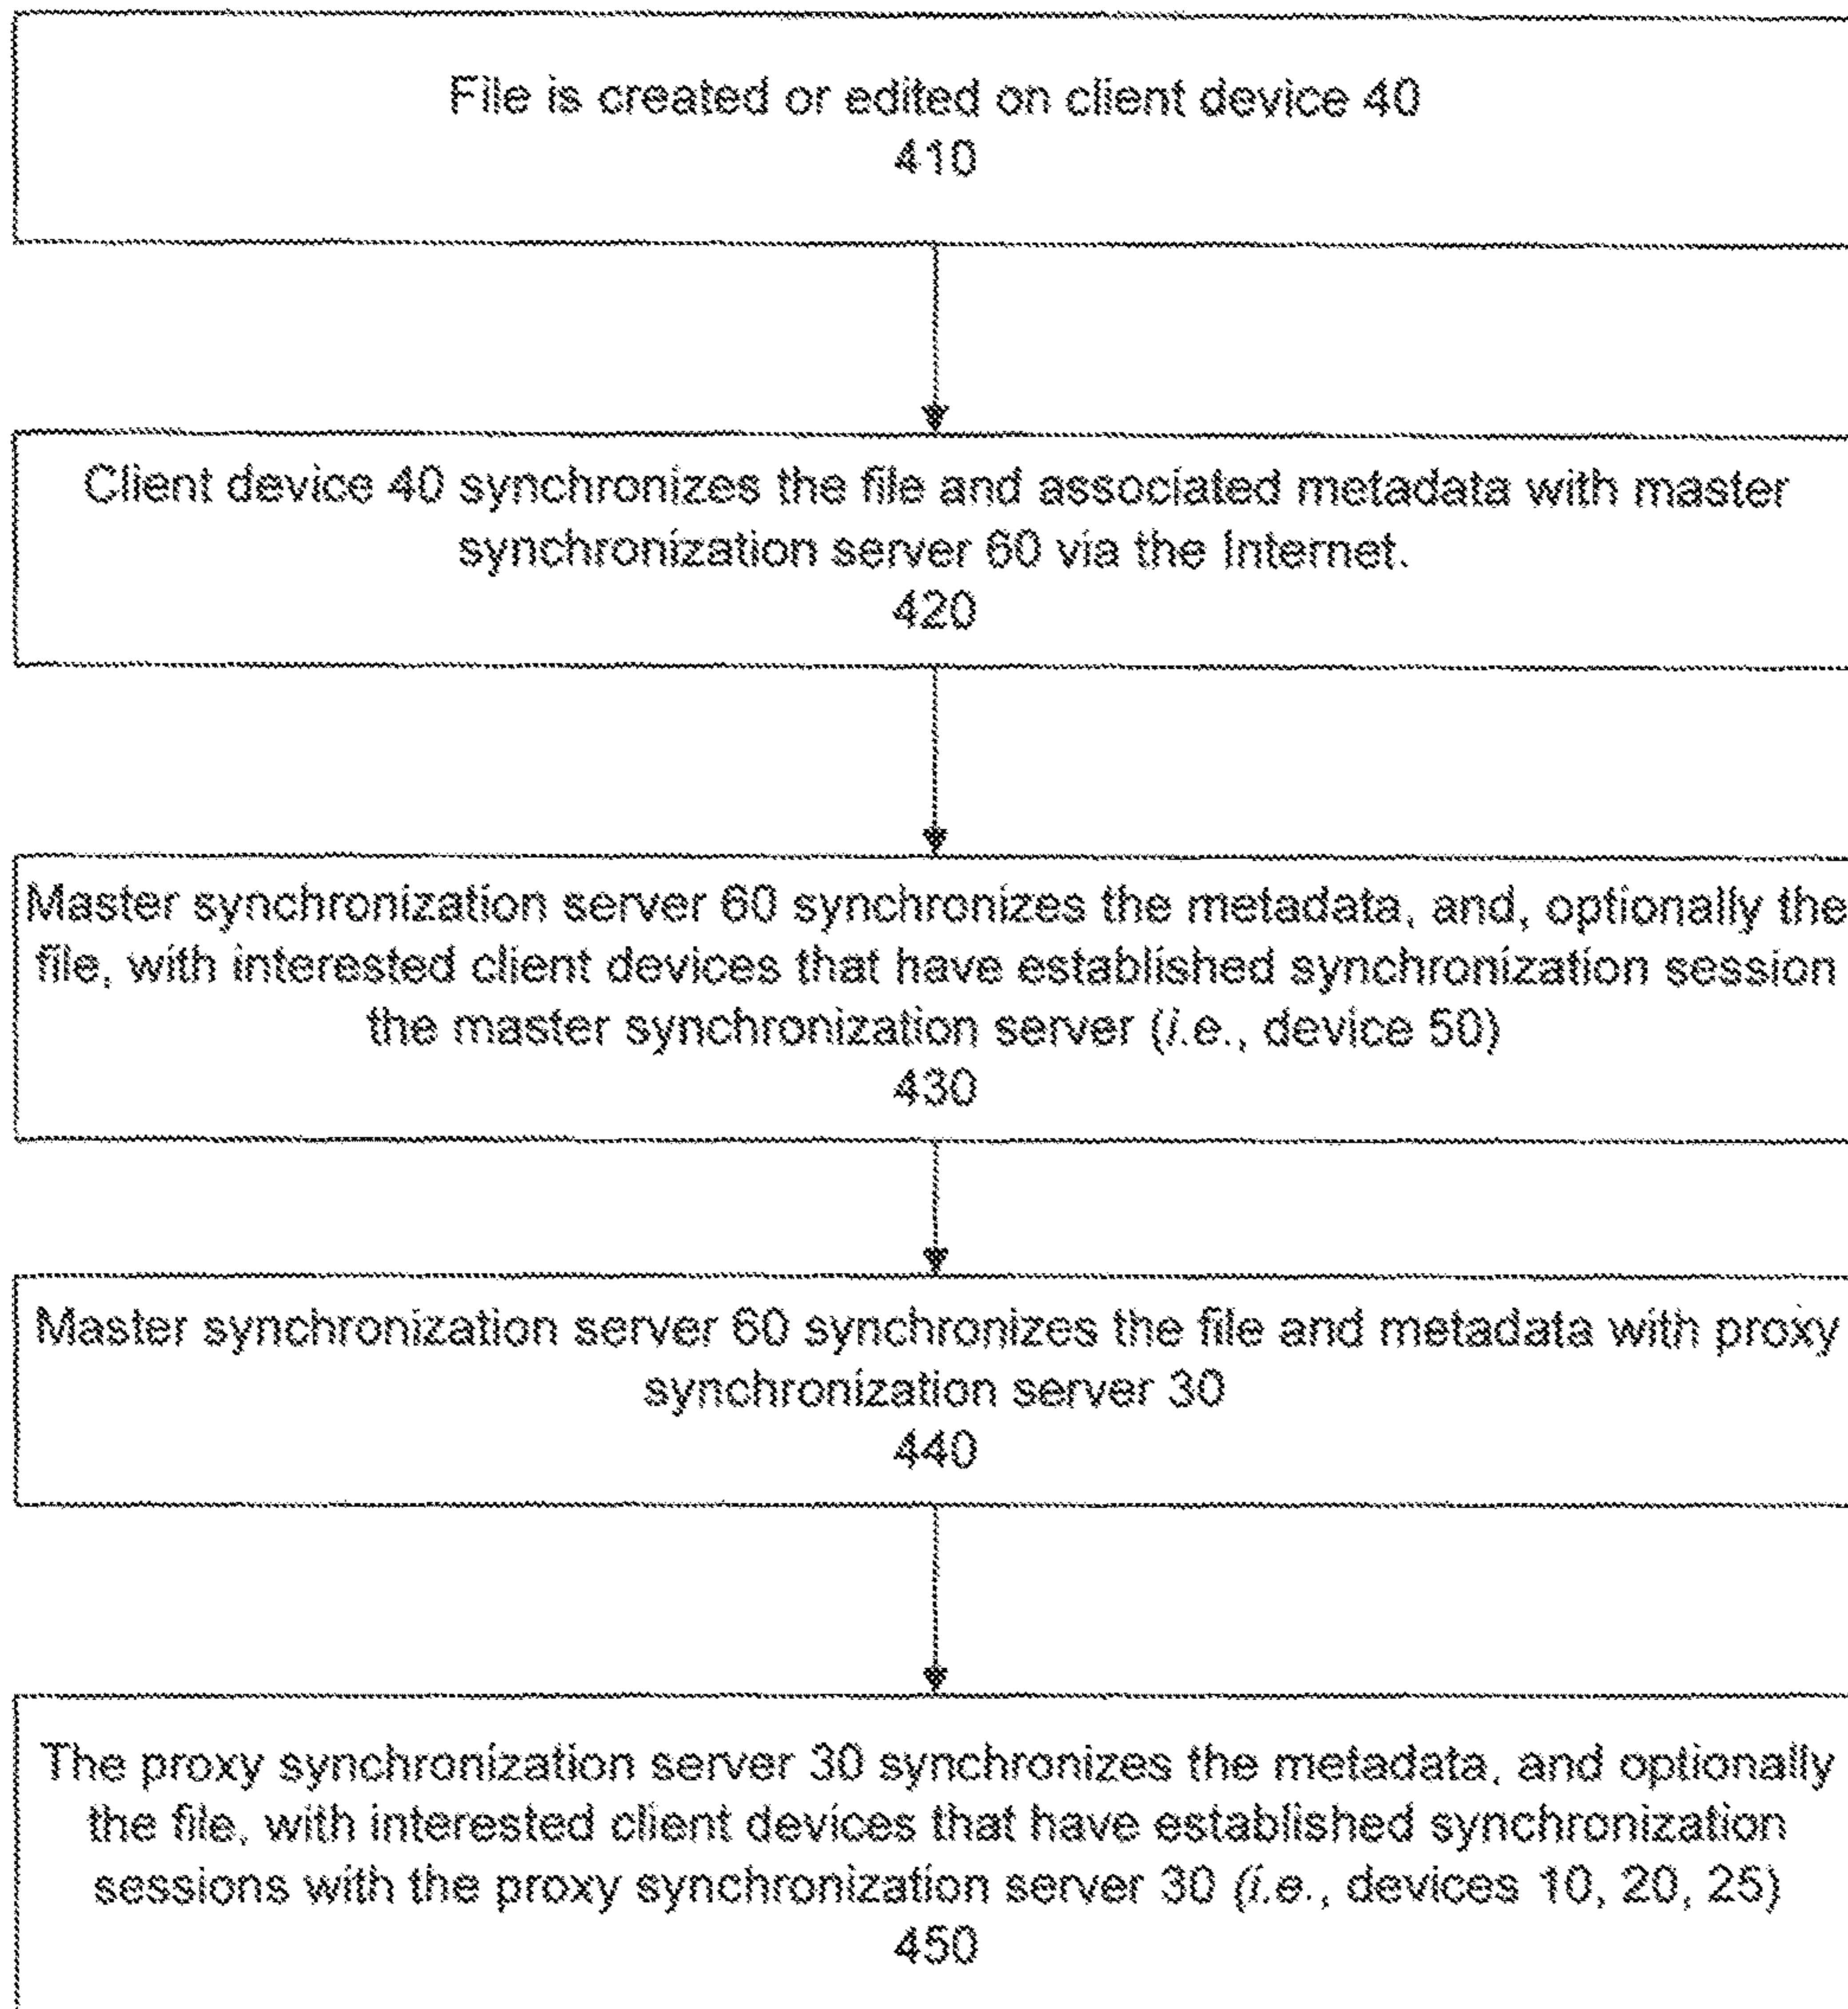 File is created or edited on client device 40
410
Client device 40 synchronizes the file and associated metadata with master
synchronization server 60 via the Internet.
420
Master synchronization server 60 synchronizes the metadata, and, optionally the
file, with interested client devices that have established synchronization session
the master synchronization server (i.e., device 50)
430
Master synchronization server 60 synchronizes the file and metadata with proxy
synchronization server 30
440
The proxy synchronization server 30 synchronizes the metadata, and optionally
the file, with interested client devices that have established synchronization
sessions with the proxy synchronization server 30 (i.e., devices 10, 20, 25)
450